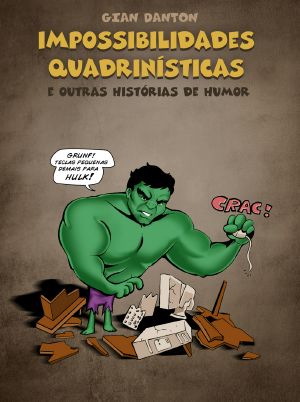 GIAN DANTON
IMPOSSIBILIDADES
QUADRINÍSTICAS
E OUTRAS HISTÓRIAS DE HUMOR
GRUNF!
TECLAS PEQUENAS
DEMAIS PARA
HULK!
CRAC!